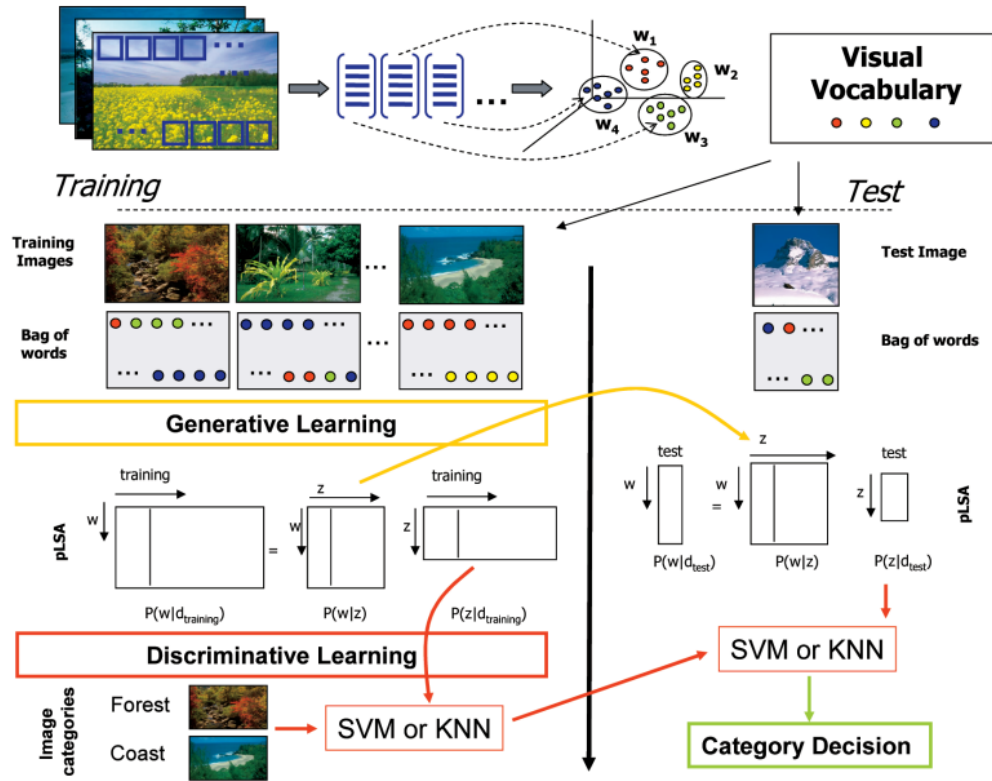 w1
w2
w3
w4
Visual
Vocabulary
Training
Test
Training
Images
Test Image
Bag of
words
Bag of words
Generative Learning
training
w
pLSA
=
z
w
training
z
P(w|dtraining)
P(w|z)
P(z|dtraining)
test
w
=
z
w
test
z
pLSA
P(w|dtest)
P(w|z)
P(z|dtest)
Discriminative Learning
Image
categories
Forest
Coast
SVM or KNN
SVM or KNN
Category Decision